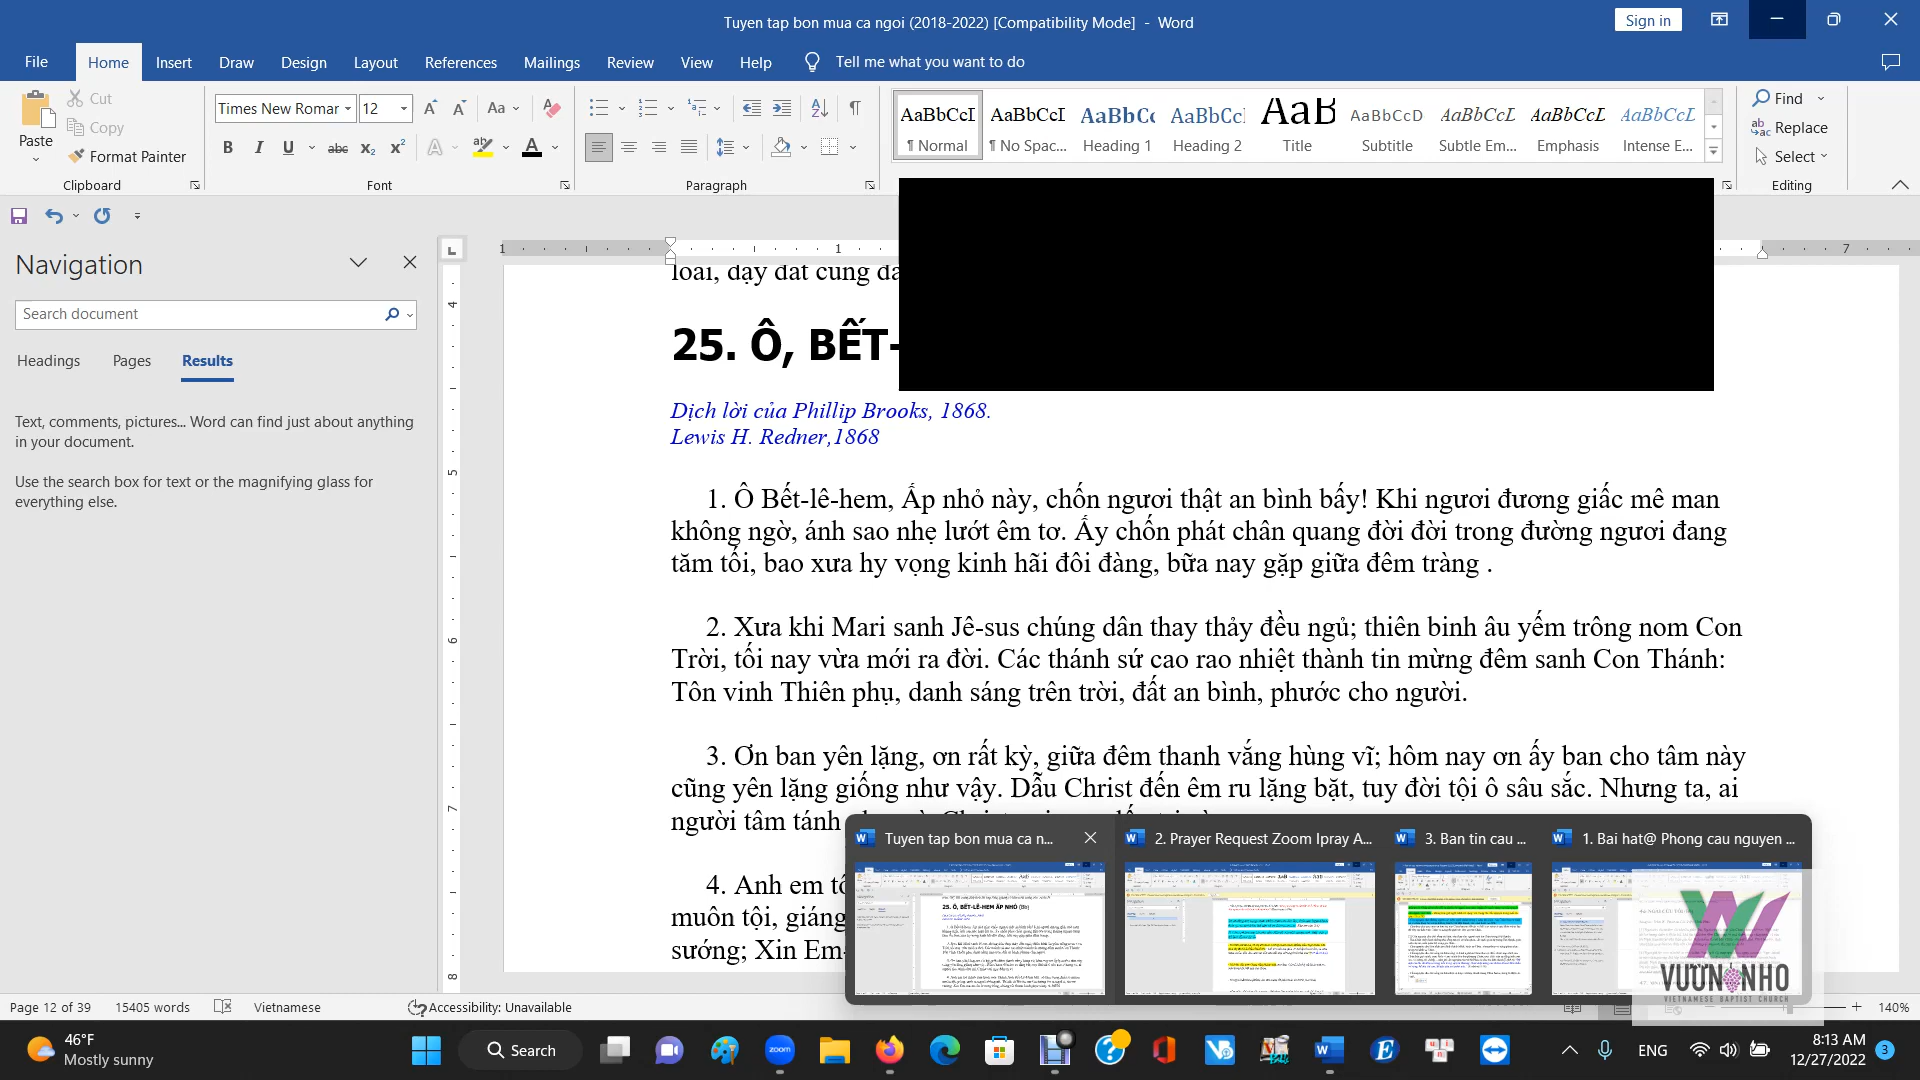 Tuyen tap bon mua ca ngoi (2018-2022) [Compatibility Mode] - Word
Sign in
File Home Insert Draw Design Layout References Mailings Review View Help Tell me what you want to do
Paste
Cut
Copy
Format Painter
Clipboard
Times New Roman 12
Font
Paragraph
AaBbCcI AaBbCcI AaBbCc AaBbCc AaB AaBbCcD AaBbCcL AaBbCcL AaBbCcL
¶ Normal ¶ No Spac... Heading 1 Heading 2 Title Subtitle Subtle Em... Emphasis Intense E...
Find
Replace
Select
Editing
Navigation
Search document
Headings Pages Results
Text, comments, pictures... Word can find just about anything
in your document.
Use the search box for text or the magnifying glass for
everything else.
25. Ô, BẾT-
Dịch lời của Phillip Brooks, 1868.
Lewis H. Redner,1868
1. Ô Bết-lê-hem, Ấp nhỏ này, chốn ngươi thật an bình bấy! Khi ngươi đương giấc mê man
không ngờ, ánh sao nhẹ lướt êm tơ. Ấy chốn phát chân quang đời đời trong đường ngươi đang
tăm tối, bao xưa hy vọng kinh hãi đôi đàng, bữa nay gặp giữa đêm tràng .
2. Xưa khi Mari sanh Jê-sus chúng dân thay thảy đều ngủ; thiên binh âu yếm trông nom Con
Trời, tối nay vừa mới ra đời. Các thánh sứ cao rao nhiệt thành tin mừng đêm sanh Con Thánh:
Tôn vinh Thiên phụ, danh sáng trên trời, đất an bình, phước cho người.
3. Ơn ban yên lặng, ơn rất kỳ, giữa đêm thanh vắng hùng vĩ; hôm nay ơn ấy ban cho tâm này
cũng yên lặng giống như vậy. Dẫu Christ đến êm ru lặng bặt, tuy đời tội ô sâu sắc. Nhưng ta, ai
người tâm tánh
4. Anh em
muôn tội, giáng
sướng; Xin Em-
Tuyen tap bon mua ca n...
2. Prayer Request Zoom Ipray A...
3. Ban tin cau ...
1. Bai hat@ Phong cau nguyen ...
25. Ô, BẾT-LÊ-HEM ẤP NHỎ
VƯỜN NHO
VIETNAMESE BAPTIST CHURCH
Page 12 of 39 15405 words Vietnamese Accessibility: Unavailable 140%
46°F
Mostly sunny
Search
zoom
ENG
8:13 AM
12/27/2022
3